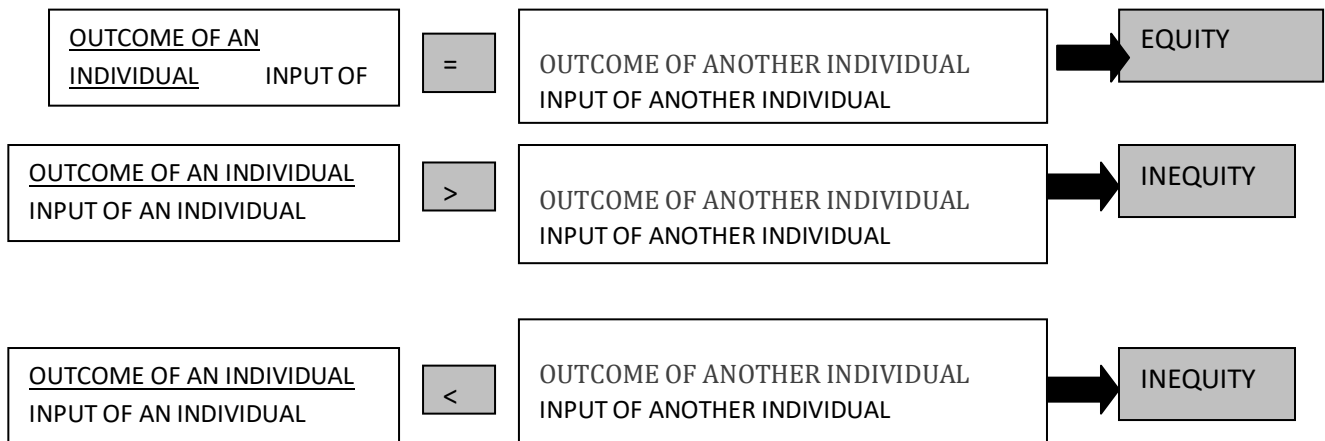 OUTCOME OF AN
INDIVIDUAL INPUT OF
=
OUTCOME OF ANOTHER INDIVIDUAL
INPUT OF ANOTHER INDIVIDUAL
EQUITY
OUTCOME OF AN INDIVIDUAL
INPUT OF AN INDIVIDUAL
>
OUTCOME OF ANOTHER INDIVIDUAL
INPUT OF ANOTHER INDIVIDUAL
INEQUITY
OUTCOME OF AN INDIVIDUAL
INPUT OF AN INDIVIDUAL
<
OUTCOME OF ANOTHER INDIVIDUAL
INPUT OF ANOTHER INDIVIDUAL
INEQUITY